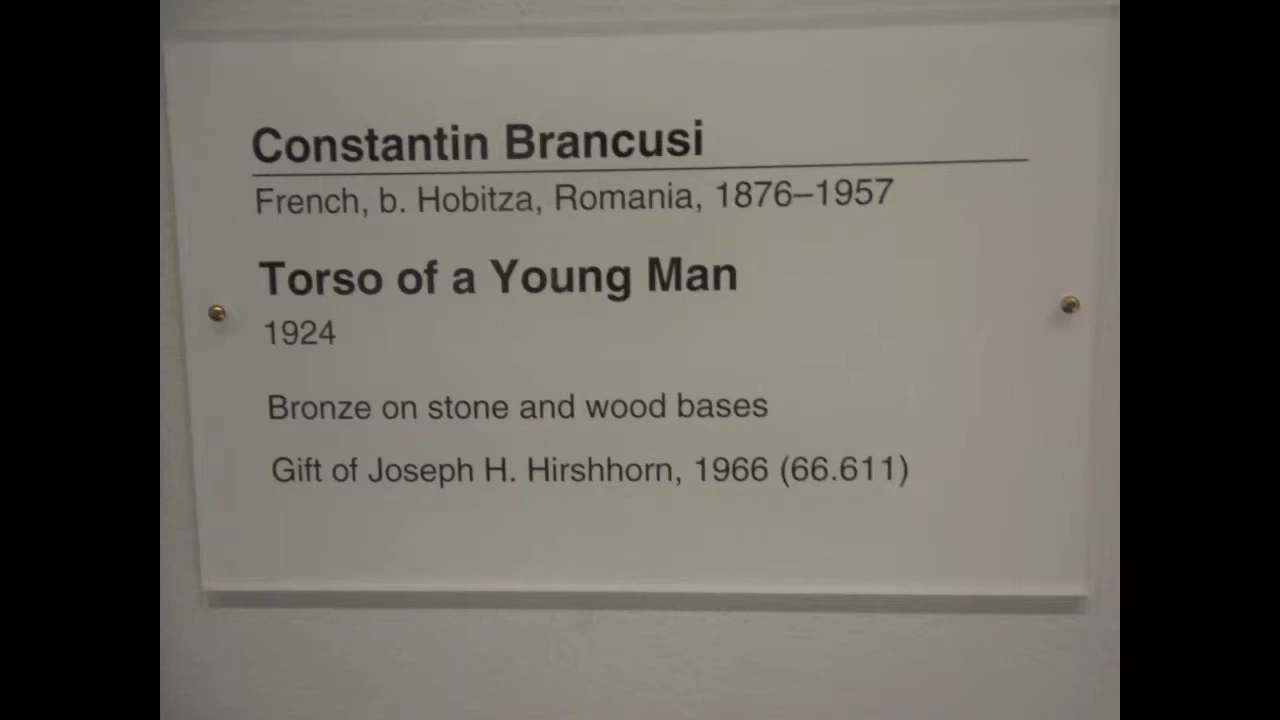 Constantin Brancusi
French, b. Hobitza, Romania, 1876–1957
Torso of a Young Man
1924
Bronze on stone and wood bases
Gift of Joseph H. Hirshhorn, 1966 (66.611)